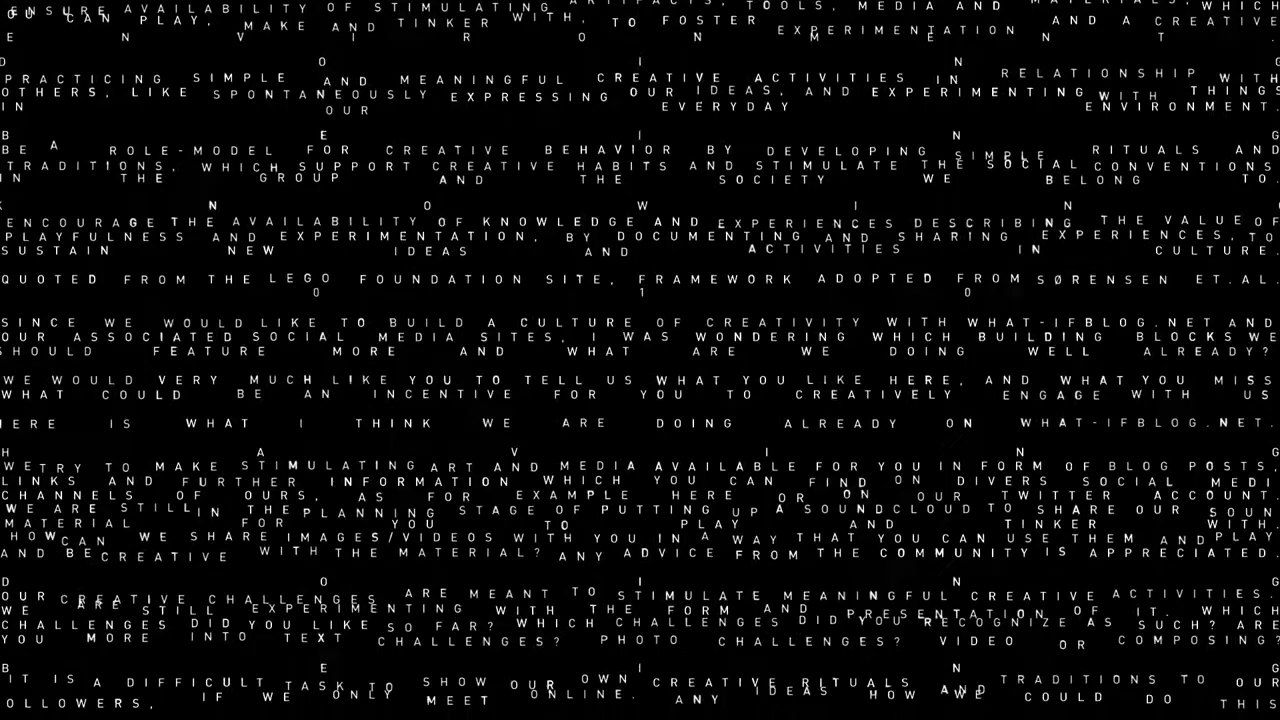 ENSURE AVAILABILITY OF STIMULATING ARTIFACTS, TOOLS, MEDIA AND MATERIALS, WHICH
YOU CAN PLAY, MAKE AND TINKER WITH, TO FOSTER EXPERIMENTATION AND A CREATIVE
ENVIRONMENT.
DOING
PRACTICING SIMPLE AND MEANINGFUL CREATIVE ACTIVITIES IN RELATIONSHIP WITH
OTHERS, LIKE SPONTANEOUSLY EXPRESSING OUR IDEAS, AND EXPERIMENTING WITH THINGS
IN OUR EVERYDAY ENVIRONMENT.
BEING
BE A ROLE-MODEL FOR CREATIVE BEHAVIOR BY DEVELOPING SIMPLE RITUALS AND
TRADITIONS, WHICH SUPPORT CREATIVE HABITS AND STIMULATE THE SOCIAL CONVENTIONS
IN THE GROUP AND THE SOCIETY WE BELONG TO.
KNOWIN
ENCOURAGE THE AVAILABILITY OF KNOWLEDGE AND EXPERIENCES DESCRIBING THE VALUE OF
PLAYFULNESS AND EXPERIMENTATION, BY DOCUMENTING AND SHARING EXPERIENCES, TO
SUSTAIN NEW IDEAS AND ACTIVITIES IN CULTURE.
QUOTED FROM THE LEGO FOUNDATION SITE, FRAMEWORK ADOPTED FROM SØRENSEN ET.AL.
010
SINCE WE WOULD LIKE TO BUILD A CULTURE OF CREATIVITY WITH WHAT-IFBLOG.NET AND
OUR ASSOCIATED SOCIAL MEDIA SITES, I WAS WONDERING WHICH BUILDING BLOCKS WE
SHOULD FEATURE MORE AND WHAT ARE WE DOING WELL ALREADY?
WE WOULD VERY MUCH LIKE YOU TO TELL US WHAT YOU LIKE HERE, AND WHAT YOU MISS
WHAT COULD BE AN INCENTIVE FOR YOU TO CREATIVELY ENGAGE WITH US
HERE IS WHAT I THINK WE ARE DOING ALREADY ON WHAT-IFBLOG.NET.
HAVING
WE TRY TO MAKE STIMULATING ART AND MEDIA AVAILABLE FOR YOU IN FORM OF BLOG POSTS.
LINKS AND FURTHER INFORMATION WHICH YOU CAN FIND ON DIVERS SOCIAL MEDI
CHANNELS OF OURS, AS FOR EXAMPLE HERE OR ON OUR TWITTER ACCOUNT.
WE ARE STILL IN THE PLANNING STAGE OF PUTTING UP A SOUNDCLOUD TO SHARE OUR SOUN
MATERIAL FOR YOU TO PLAY AND TINKER WITH.
HOW CAN WE SHARE IMAGES/VIDEOS WITH YOU IN A WAY THAT YOU CAN USE THEM AND PLAY
AND BE CREATIVE WITH THE MATERIAL? ANY ADVICE FROM THE COMMUNITY IS APPRECIATED.
DOING
OUR CREATIVE CHALLENGES ARE MEANT TO STIMULATE MEANINGFUL CREATIVE ACTIVITIES.
WE ARE STILL EXPERIMENTING WITH THE FORM AND PRESENTATION OF IT. WHICH
CHALLENGES DID YOU LIKE SO FAR? WHICH CHALLENGES DID YOU RECOGNIZE AS SUCH? ARE
YOU MORE INTO TEXT CHALLENGES? PHOTO CHALLENGES? VIDEO OR COMPOSING?
BEING
IT IS A DIFFICULT TASK TO SHOW OUR OWN CREATIVE RITUALS AND TRADITIONS TO OUR
OLLOWERS, IF WE ONLY MEET ONLINE. ANY IDEAS HOW WE COULD DO THIS